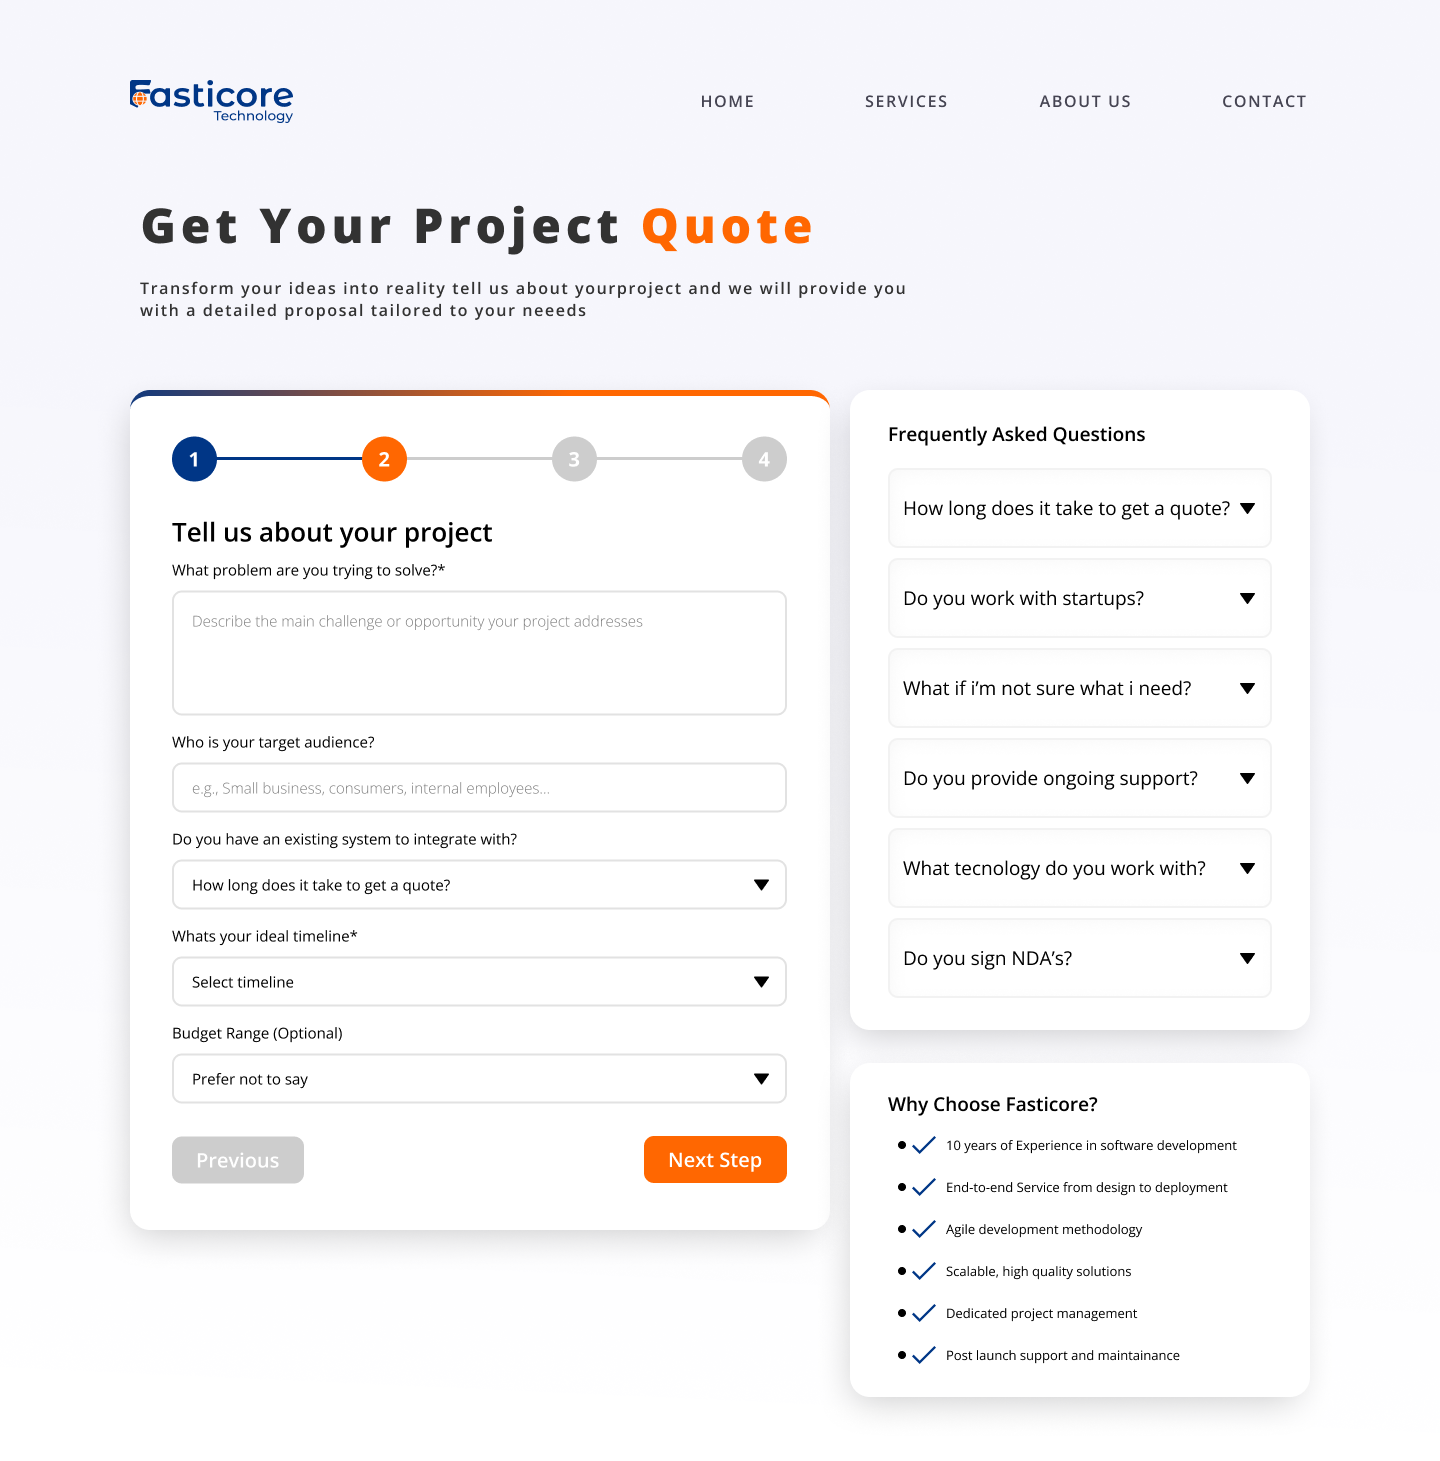 Fasticore
Technology
HOME
SERVICES
ABOUT US
CONTACT
Get Your Project Quote
Transform your ideas into reality tell us about yourproject and we will provide you
with a detailed proposal tailored to your neeeds
1
2
3
4
Tell us about your project
What problem are you trying to solve?*
Describe the main challenge or opportunity your project addresses
Who is your target audience?
e.g., Small business, consumers, internal employees...
Do you have an existing system to integrate with?
How long does it take to get a quote?
Whats your ideal timeline*
Select timeline
Budget Range (Optional)
Prefer not to say
Previous
Next Step
Frequently Asked Questions
How long does it take to get a quote?
Do you work with startups?
What if i’m not sure what i need?
Do you provide ongoing support?
What tecnology do you work with?
Do you sign NDA’s?
Why Choose Fasticore?
10 years of Experience in software development
End-to-end Service from design to deployment
Agile development methodology
Scalable, high quality solutions
Dedicated project management
Post launch support and maintainance